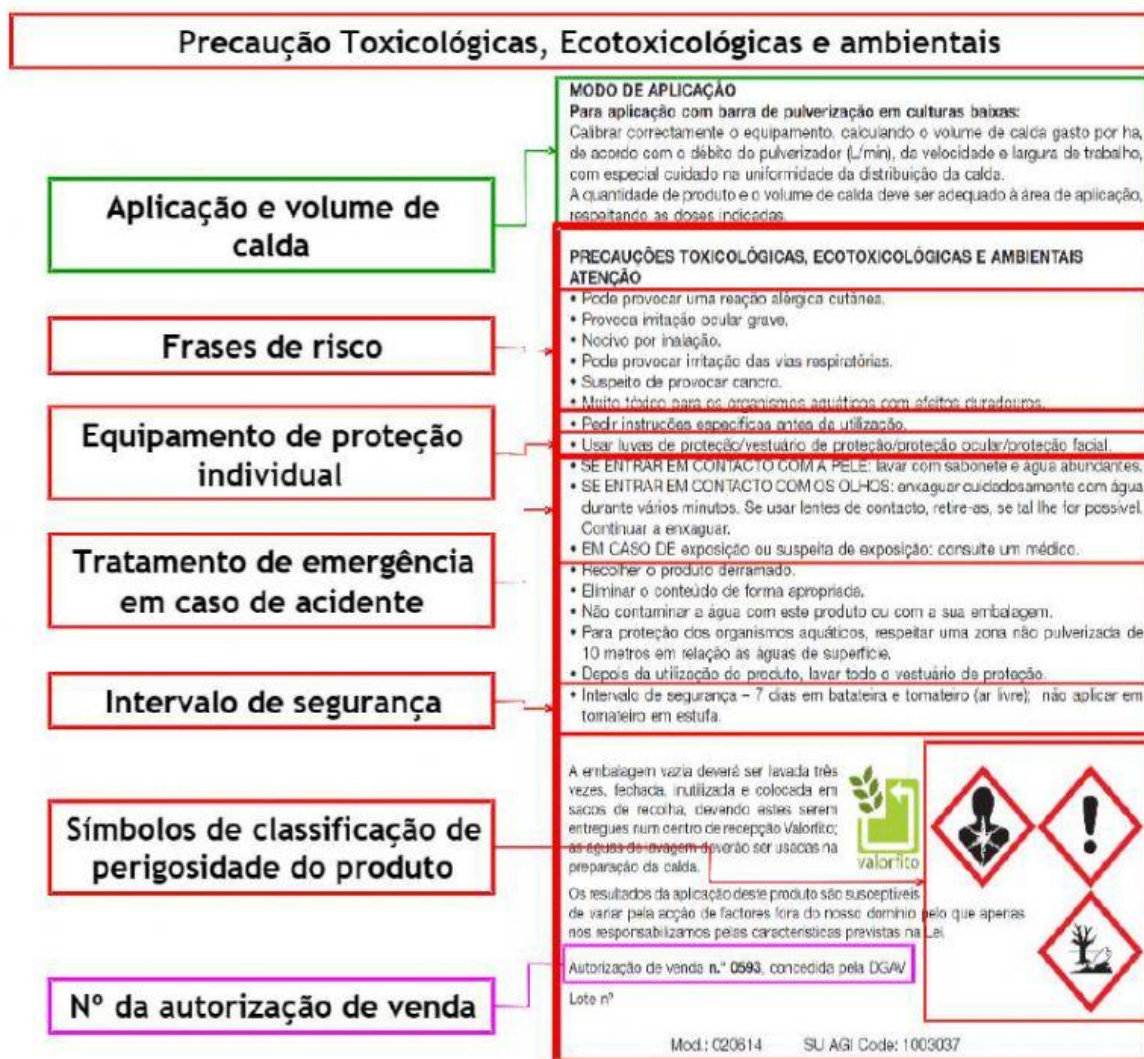 Precaução Toxicológicas, Ecotoxicológicas e ambientais
Aplicação e volume de
calda
Frases de risco
Equipamento de proteção
individual
Tratamento de emergência
em caso de acidente
Intervalo de segurança
Símbolos de classificação de
perigosidade do produto
Nº da autorização de venda
MODO DE APLICAÇÃO
Para aplicação com barra de pulverização em culturas baixas:
Calibrar correctamente o equipamento, calculando o volume de calda gasto por ha,
de acordo com o débito do pulverizador (L/min), da velocidade e largura de trabalho,
com especial cuidado na uniformidade da distribuição da calda.
A quantidade de produto e o volume de calda deve ser adequado à área de aplicação,
respeitando as doses indicadas.
PRECAUÇÕES TOXICOLÓGICAS, ECOTOXICOLÓGICAS E AMBIENTAIS
ATENÇÃO
• Pode provocar uma reação alérgica cutânea.
• Provoca irritação ocular grave.
• Nocivo por inalação.
• Pode provocar irritação das vias respiratórias.
• Suspeito de provocar cancro.
• Muito tóxico para os organismos aquáticos com efeitos duradouros.
• Pedir instruções específicas antes da utilização.
• Usar luvas de proteção/vestuário de proteção/proteção ocular/proteção facial.
• SE ENTRAR EM CONTACTO COM A PELE: lavar com sabonete e água abundantes.
• SE ENTRAR EM CONTACTO COM OS OLHOS: enxaguar cuidadosamente com água
durante vários minutos. Se usar lentes de contacto, retire-as, se tal lhe for possível.
Continuar a enxaguar.
• EM CASO DE exposição ou suspeita de exposição: consulte um médico.
• Recolher o produto derramado.
• Eliminar o conteúdo de forma apropriada.
• Não contaminar a água com este produto ou com a sua embalagem.
• Para proteção dos organismos aquáticos, respeitar uma zona não pulverizada de
10 metros em relação às águas de superfície.
• Depois da utilização do produto, lavar todo o vestuário de proteção.
• Intervalo de segurança – 7 dias em batateira e tomateiro (ar livre); não aplicar em
tomateiro em estufa.
A embalagem vazia deverá ser lavada três
vezes, fechada, inutilizada e colocada em
sacos de recolha, devendo estes serem
entregues num centro de recepção Valorfito;
as águas de lavagem deverão ser usadas na
preparação da calda.
valorfito
Os resultados da aplicação deste produto são susceptíveis
de variar pela acção de factores fora do nosso domínio pelo que apenas
nos responsabilizamos pelas características previstas na Lei.
Autorização de venda n.º 0593, concedida pela DGAV
Lote nº
Mod.: 020614 SU AGI Code: 1003037